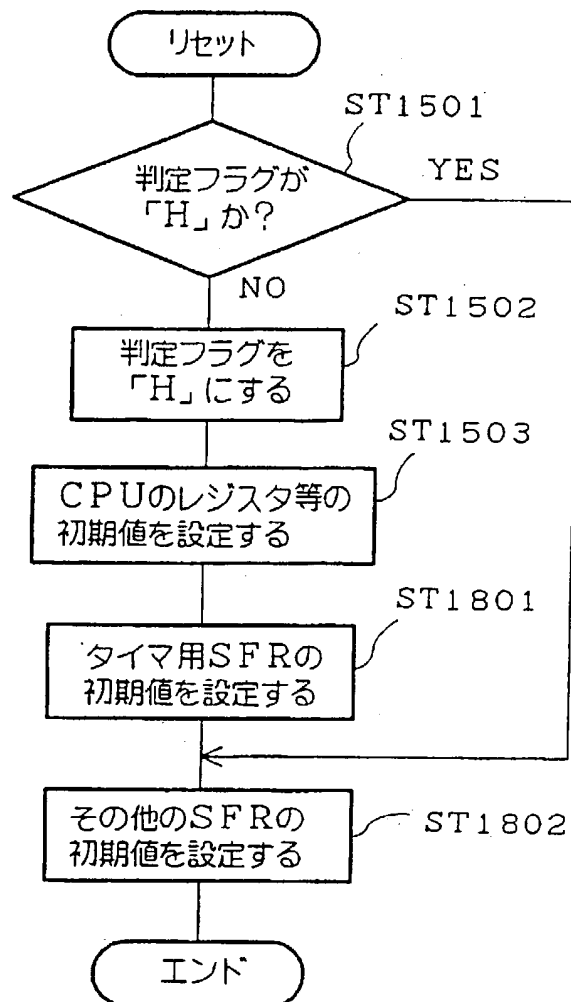 リセット
ST1501
判定フラグが
「H」か?
YES
NO
ST1502
判定フラグを
「H」にする
ST1503
CPUのレジスタ等の
初期値を設定する
ST1801
タイマ用SFRの
初期値を設定する
その他のSFRの
初期値を設定する
ST1802
エンド